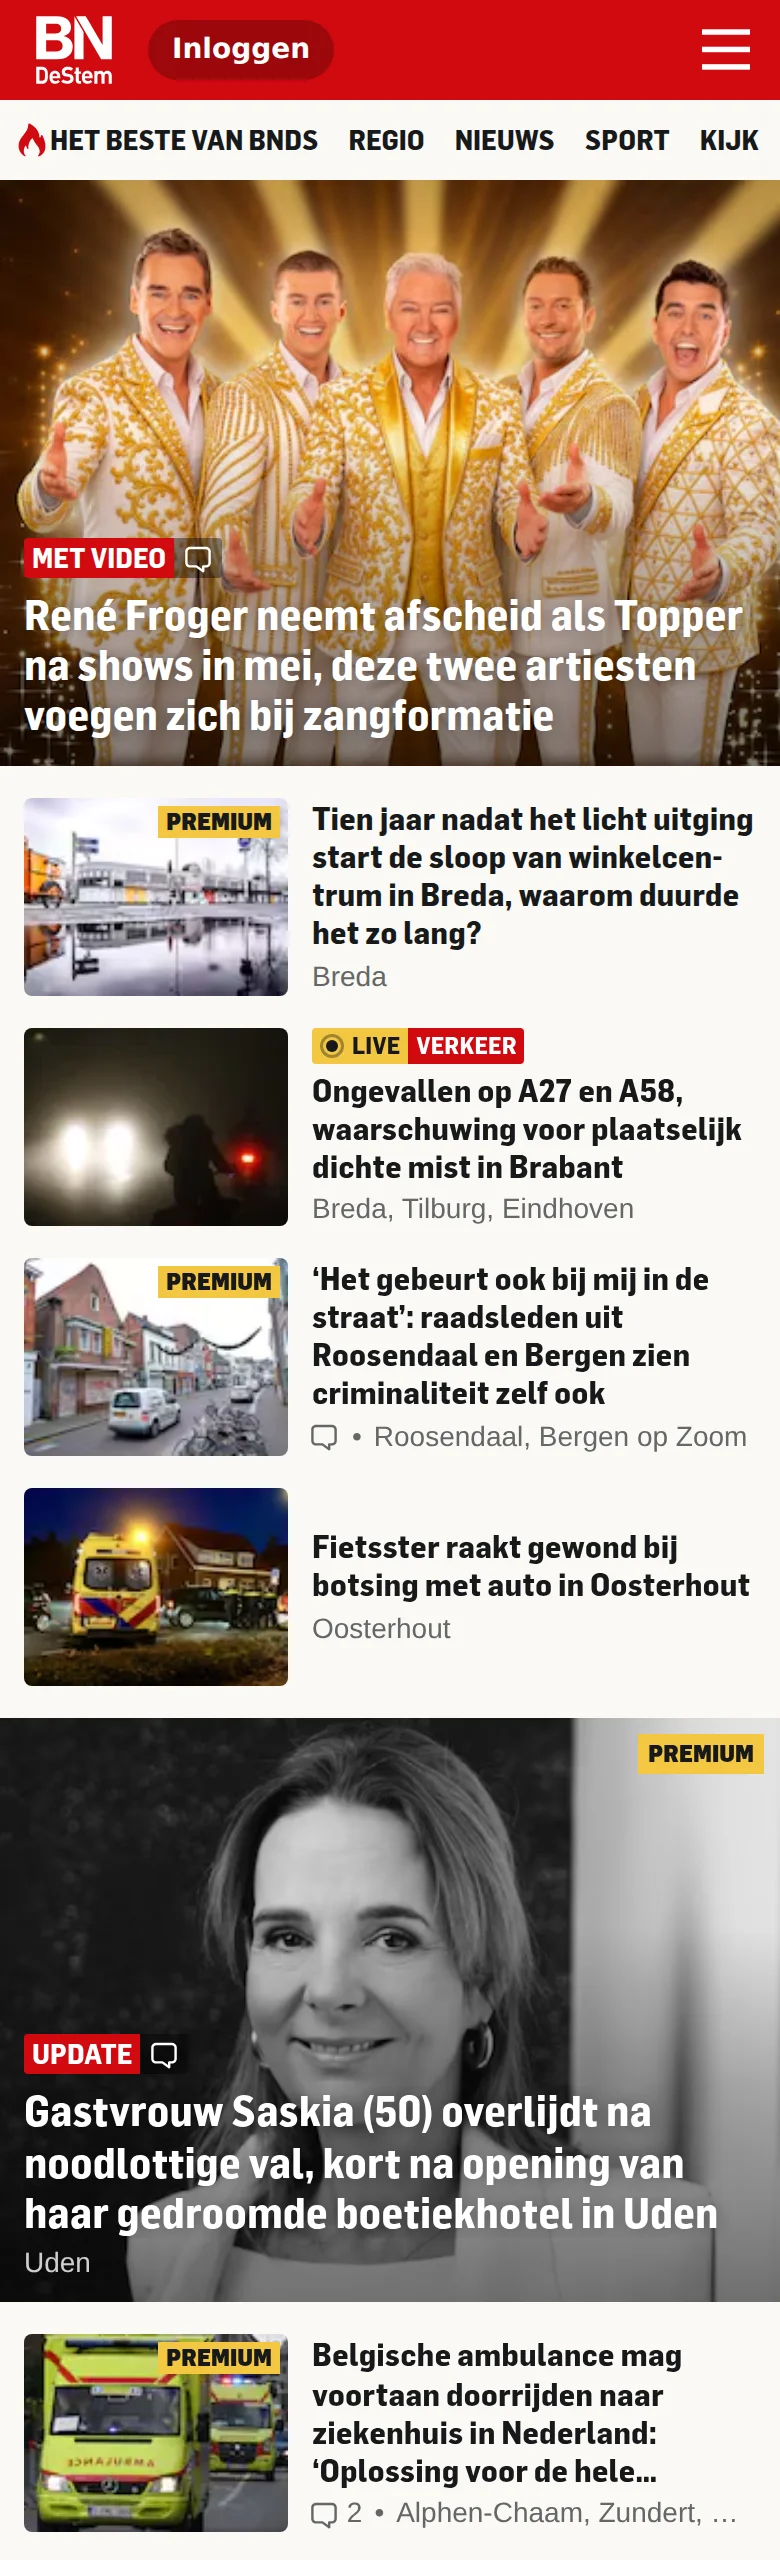 BN
DeStem
Inloggen
HET BESTE VAN BNDS REGIO NIEUWS SPORT KIJK
MET VIDEO
René Froger neemt afscheid als Topper
na shows in mei, deze twee artiesten
voegen zich bij zangformatie
PREMIUM
Tien jaar nadat het licht uitging
start de sloop van winkelcen-
trum in Breda, waarom duurde
het zo lang?
Breda
LIVE VERKEER
Ongevallen op A27 en A58,
waarschuwing voor plaatselijk
dichte mist in Brabant
Breda, Tilburg, Eindhoven
PREMIUM
‘Het gebeurt ook bij mij in de
straat’: raadsleden uit
Roosendaal en Bergen zien
criminaliteit zelf ook
• Roosendaal, Bergen op Zoom
Fietsster raakt gewond bij
botsing met auto in Oosterhout
Oosterhout
PREMIUM
UPDATE
Gastvrouw Saskia (50) overlijdt na
noodlottige val, kort na opening van
haar gedroomde boetiekhotel in Uden
Uden
PREMIUM
AMBULANCE
Belgische ambulance mag
voortaan doorrijden naar
ziekenhuis in Nederland:
‘Oplossing voor de hele...
2 • Alphen-Chaam, Zundert, ...